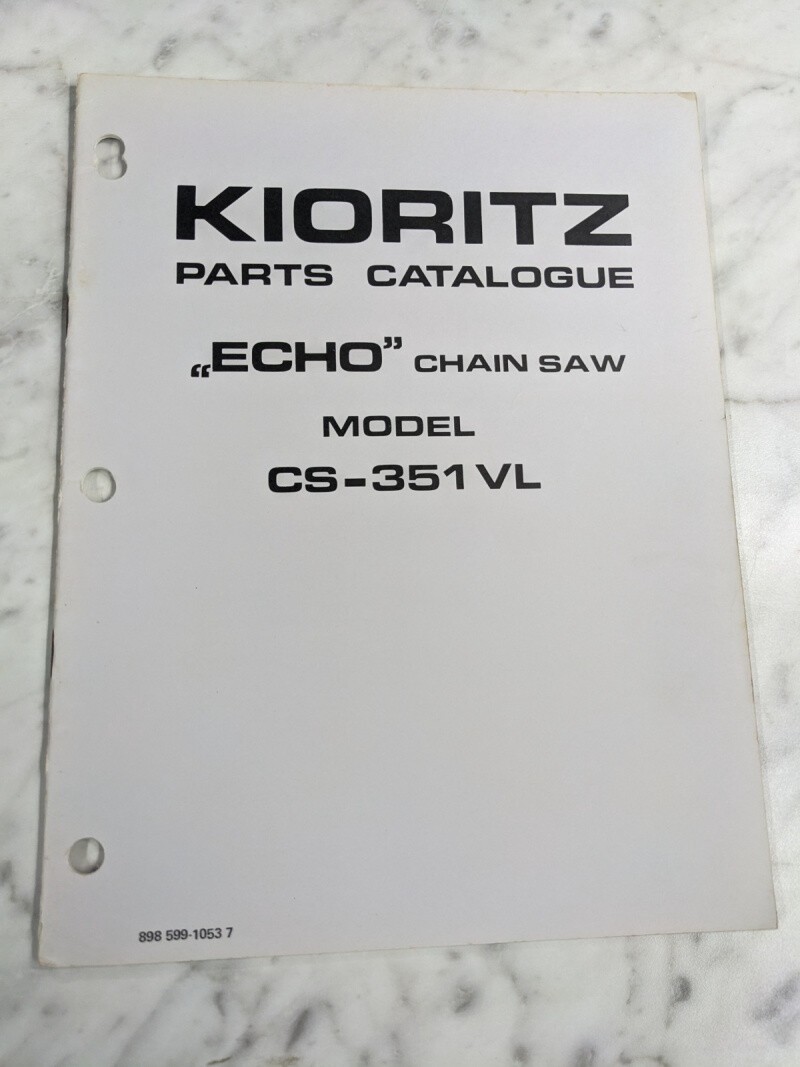 KIORITZ
PARTS CATALOGUE
„ECHO” CHAIN SAW
MODEL
CS-351VL
898 599-1053 7